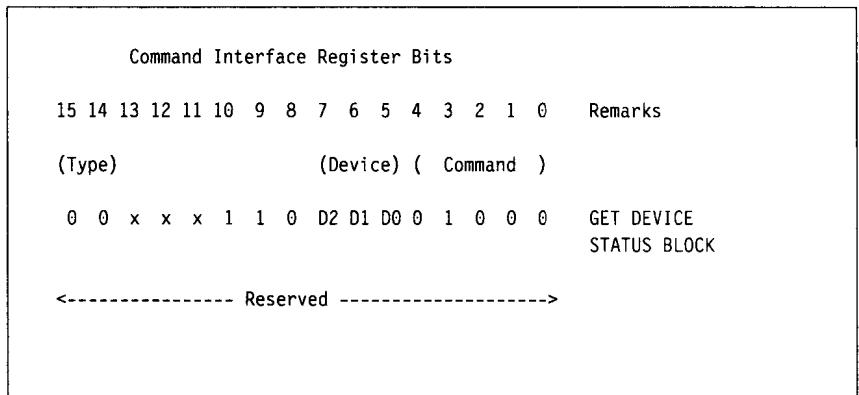 Command Interface Register Bits
15 14 13 12 11 10 9 8 7 6 5 4 3 2 1 0 Remarks
(Type) (Device) ( Command )
0 0 x x x 1 1 0 D2 D1 D0 0 1 0 0 0 GET DEVICE
STATUS BLOCK
<---------------- Reserved -------------------->